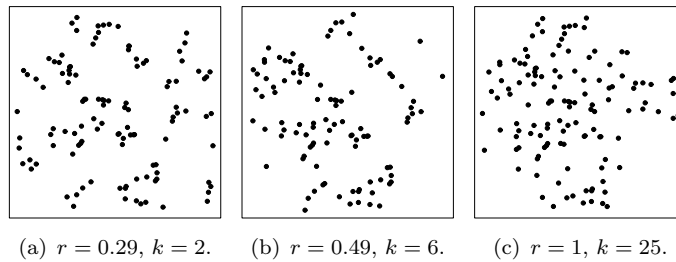 (a) r = 0.29, k = 2.
(b) r = 0.49, k = 6.
(c) r = 1, k = 25.